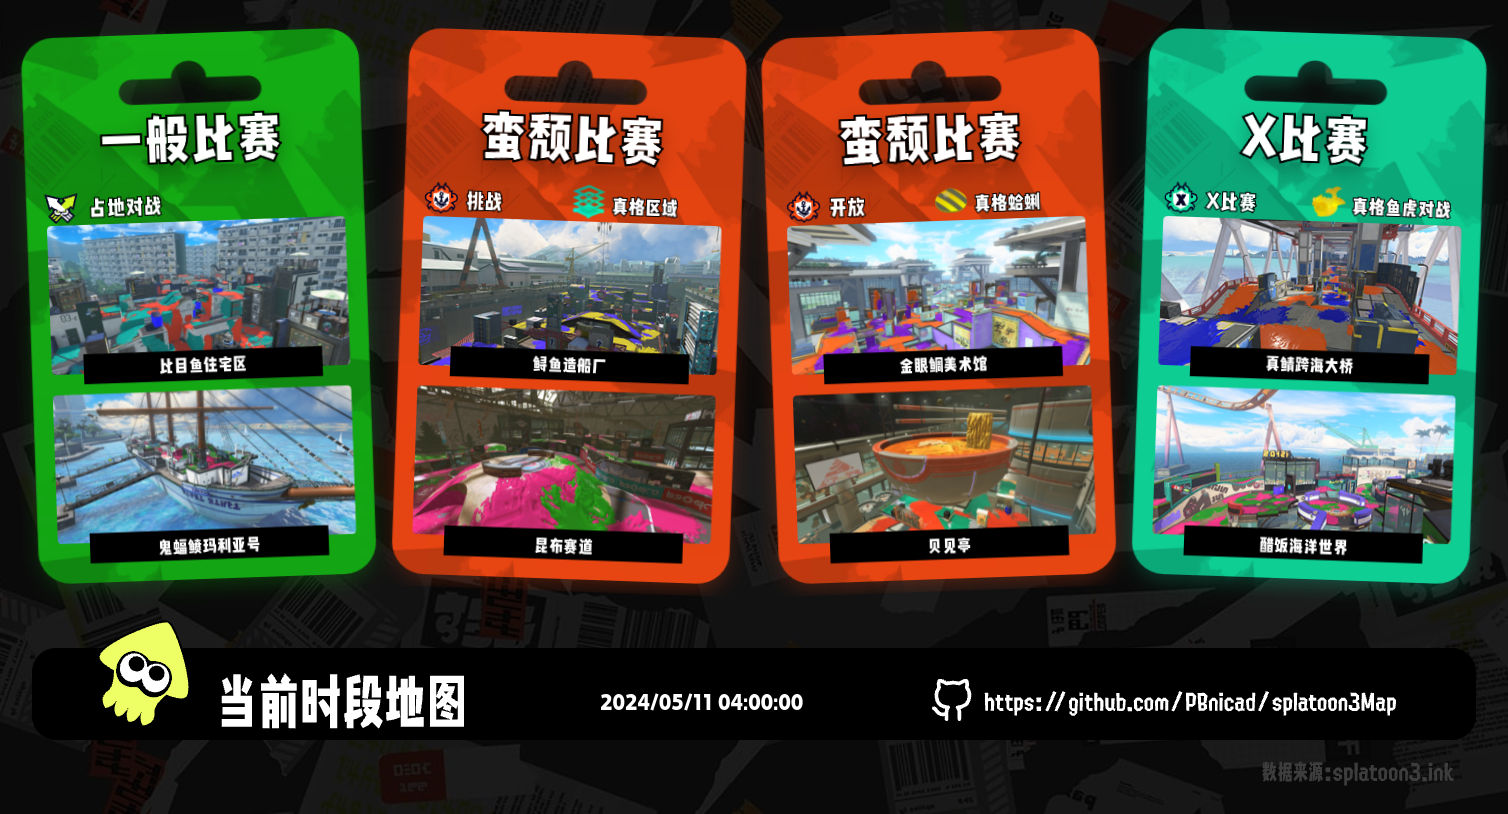 一般比赛
占地对战
比目鱼住宅区
鬼蝠鲼玛利亚号
蛮颓比赛
挑战
真格区域
鲟鱼造船厂
昆布赛道
蛮颓比赛
开放
真格蛤蜊
金眼鲷美术馆
贝贝亭
X比赛
X比赛
真格鱼虎对战
真鲭跨海大桥
醋饭海洋世界
当前时段地图
2024/05/11 04:00:00
https://github.com/PBnicad/splatoon3Map
数据来源:splatoon3.ink